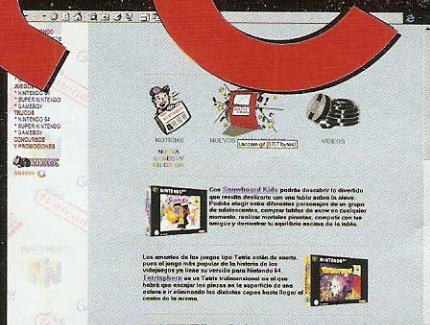 JUEGOS
* NINTENDO 64
* SUPER NINTENDO
* GAMEBOY
TRUCOS
* NINTENDO 64
* SUPER NINTENDO
* GAMEBOY
CONCURSOS
Y PROMOCIONES
NOTICIAS
NUEVOS
VIDEOS
NUEVA
GAMEBOY
EN COLOR
Con Snowboard Kids podrás descubrir lo divertido
que resulta deslizarte con una tabla sobre la nieve.
Podrás elegir entre diferentes personajes de un grupo
de adolescentes, comprar tablas de snow en cualquier
momento, realizar mortales piruetas, competir con tus
amigos y demostrar tu equilibrio encima de la tabla.
Los amantes de los juegos tipo Tetris están de suerte,
pues el juego más popular de la historia de los
videojuegos ya tiene su versión para Nintendo 64.
Tetrisphere es un Tetris tridimensional en el que
habrá que encajar las piezas en la superficie de una
esfera e ir eliminando las distintas capas hasta llegar al
centro de la misma.
NINTENDO